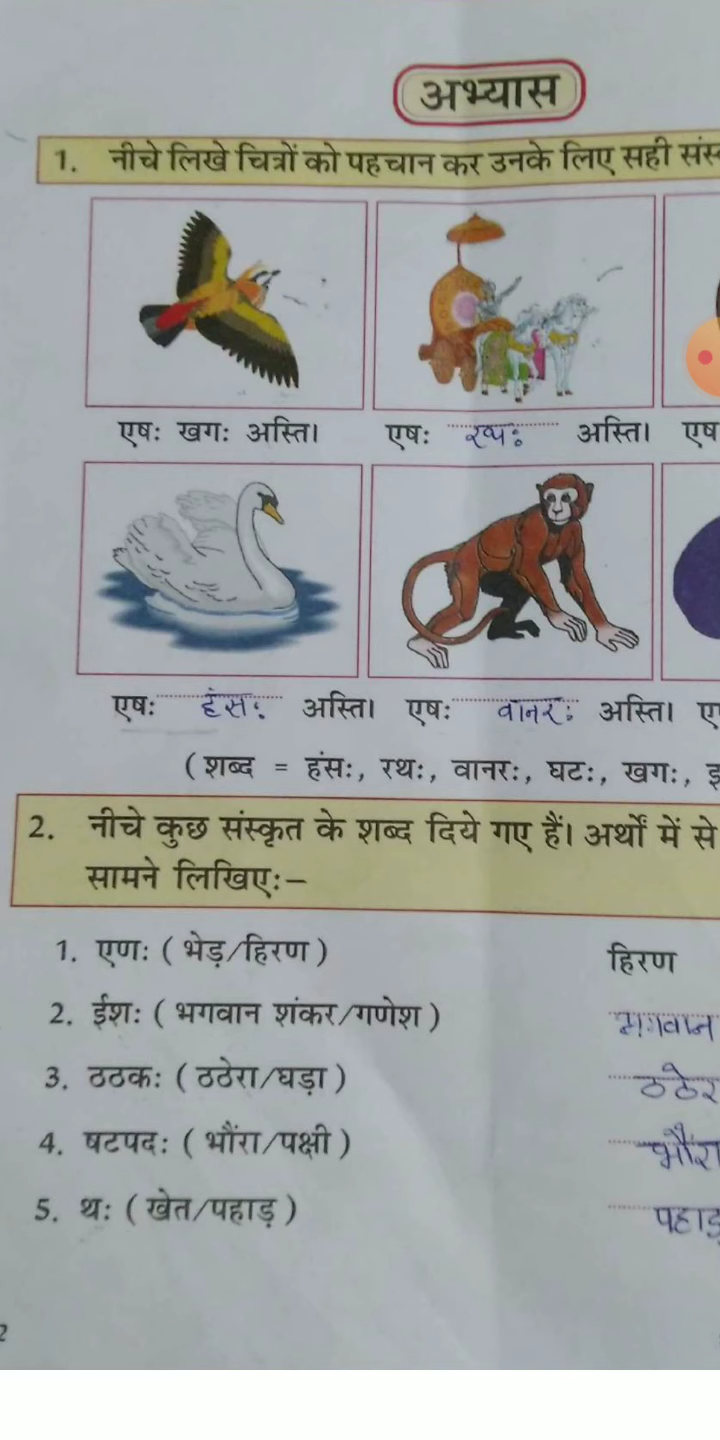 अभ्यास
1. नीचे लिखे चित्रों को पहचान कर उनके लिए सही
एषः खगः अस्ति। एषः रथः अस्ति। एष
एषः हंसः अस्ति। एषः वानरः अस्ति।
(शब्द = हंसः, रथः, वानरः, घटः, खगः,
2. नीचे कुछ संस्कृत के शब्द दिये गए हैं। अर्थों में से
सामने लिखिएः–
1. एणः (भेड़/हिरण) हिरण
2. ईशः (भगवान शंकर/गणेश) भगवान
3. ठठकः (ठठेरा/घड़ा) ठठेर
4. षटपदः (भौंरा/पक्षी) भौंरा
5. थः (खेत/पहाड़) पहाड़
2